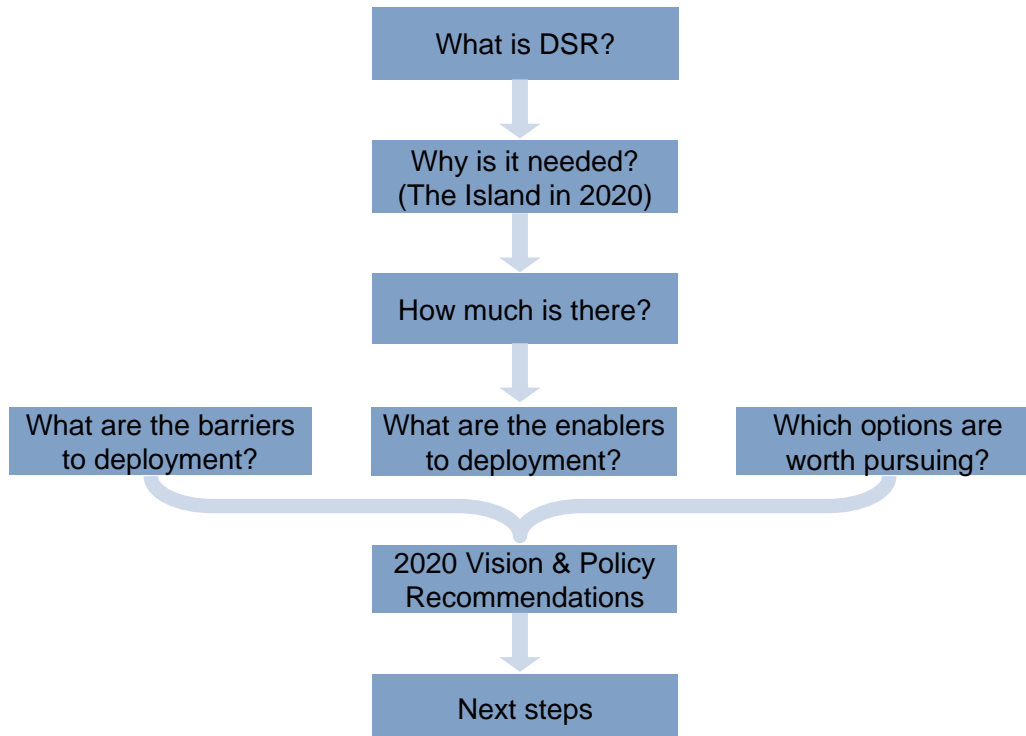 What is DSR?
Why is it needed?
(The Island in 2020)
How much is there?
What are the barriers
to deployment?
What are the enablers
to deployment?
Which options are
worth pursuing?
2020 Vision & Policy
Recommendations
Next steps